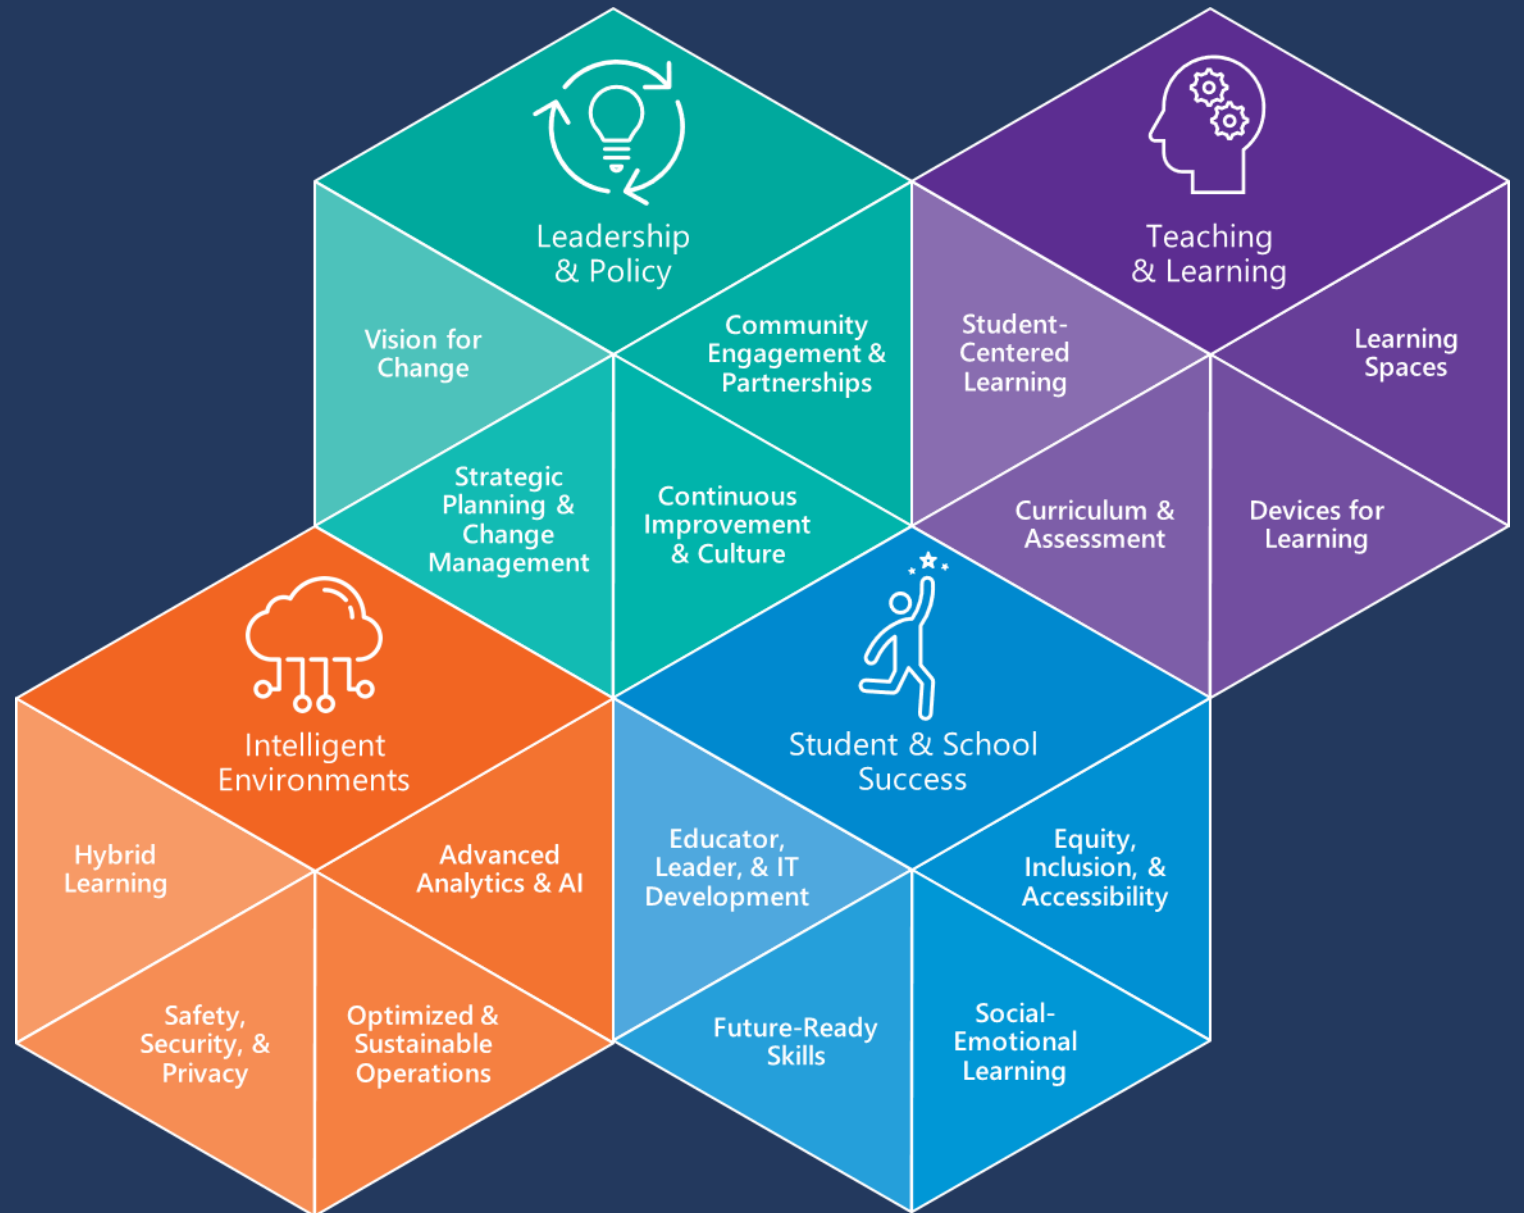 Leadership
& Policy
Vision for
Change
Strategic
Planning &
Change
Management
Continuous
Improvement
& Culture
Community
Engagement &
Partnerships
Teaching
& Learning
Student-
Centered
Learning
Curriculum &
Assessment
Devices for
Learning
Learning
Spaces
Intelligent
Environments
Hybrid
Learning
Safety,
Security, &
Privacy
Optimized &
Sustainable
Operations
Advanced
Analytics & AI
Student & School
Success
Educator,
Leader, & IT
Development
Future-Ready
Skills
Social-
Emotional
Learning
Equity,
Inclusion, &
Accessibility